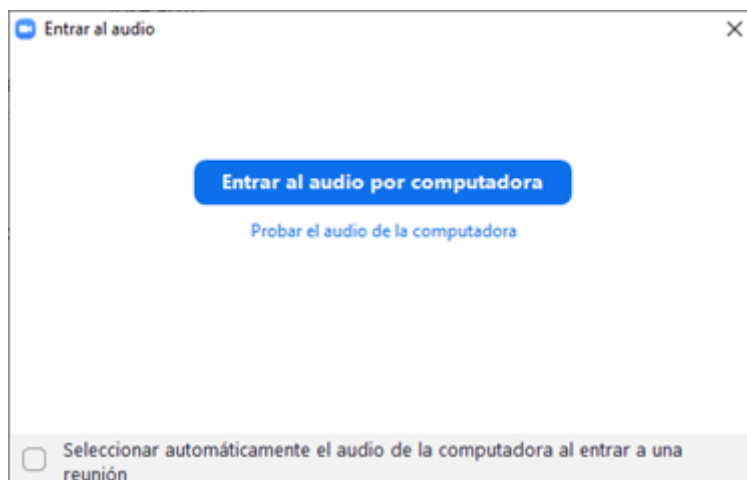 Entrar al audio
Entrar al audio por computadora
Probar el audio de la computadora
Seleccionar automáticamente el audio de la computadora al entrar a una
reunión